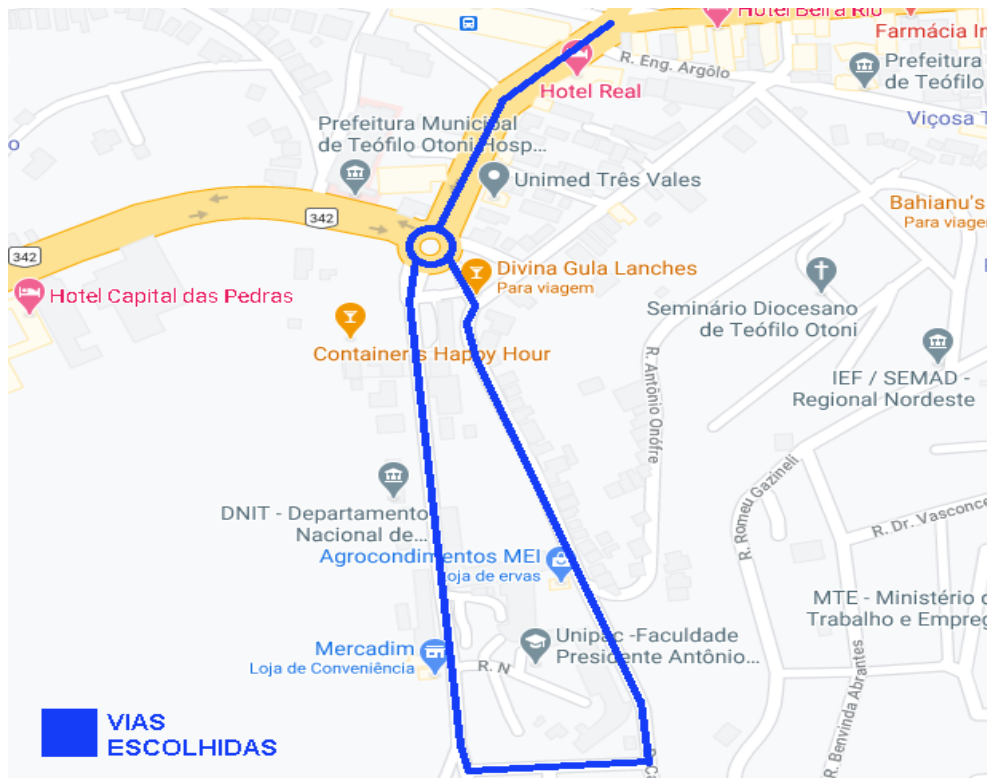 Hotel Beira Rio
Farmácia In
R. Eng. Argôlo
Prefeitura
de Teófilo
Hotel Real
Viçosa T
Prefeitura Municipal
de Teófilo Otoni Hosp...
Unimed Três Vales
Bahianu's
Para viagem
342
342
Hotel Capital das Pedras
Divina Gula Lanches
Para viagem
Seminário Diocesano
de Teófilo Otoni
Container's Happy Hour
R. Antônio Onófre
IEF / SEMAD -
Regional Nordeste
R. Romeu Gazineli
DNIT - Departamento
Nacional de...
R. Dr. Vasconce
Agrocondimentos MEI
Loja de ervas
MTE - Ministério d
Trabalho e Empreg
Unipac -Faculdade
Presidente Antônio...
Mercadim
Loja de Conveniência
R. N
R. Benvinda Abrantes
VIAS
ESCOLHIDAS